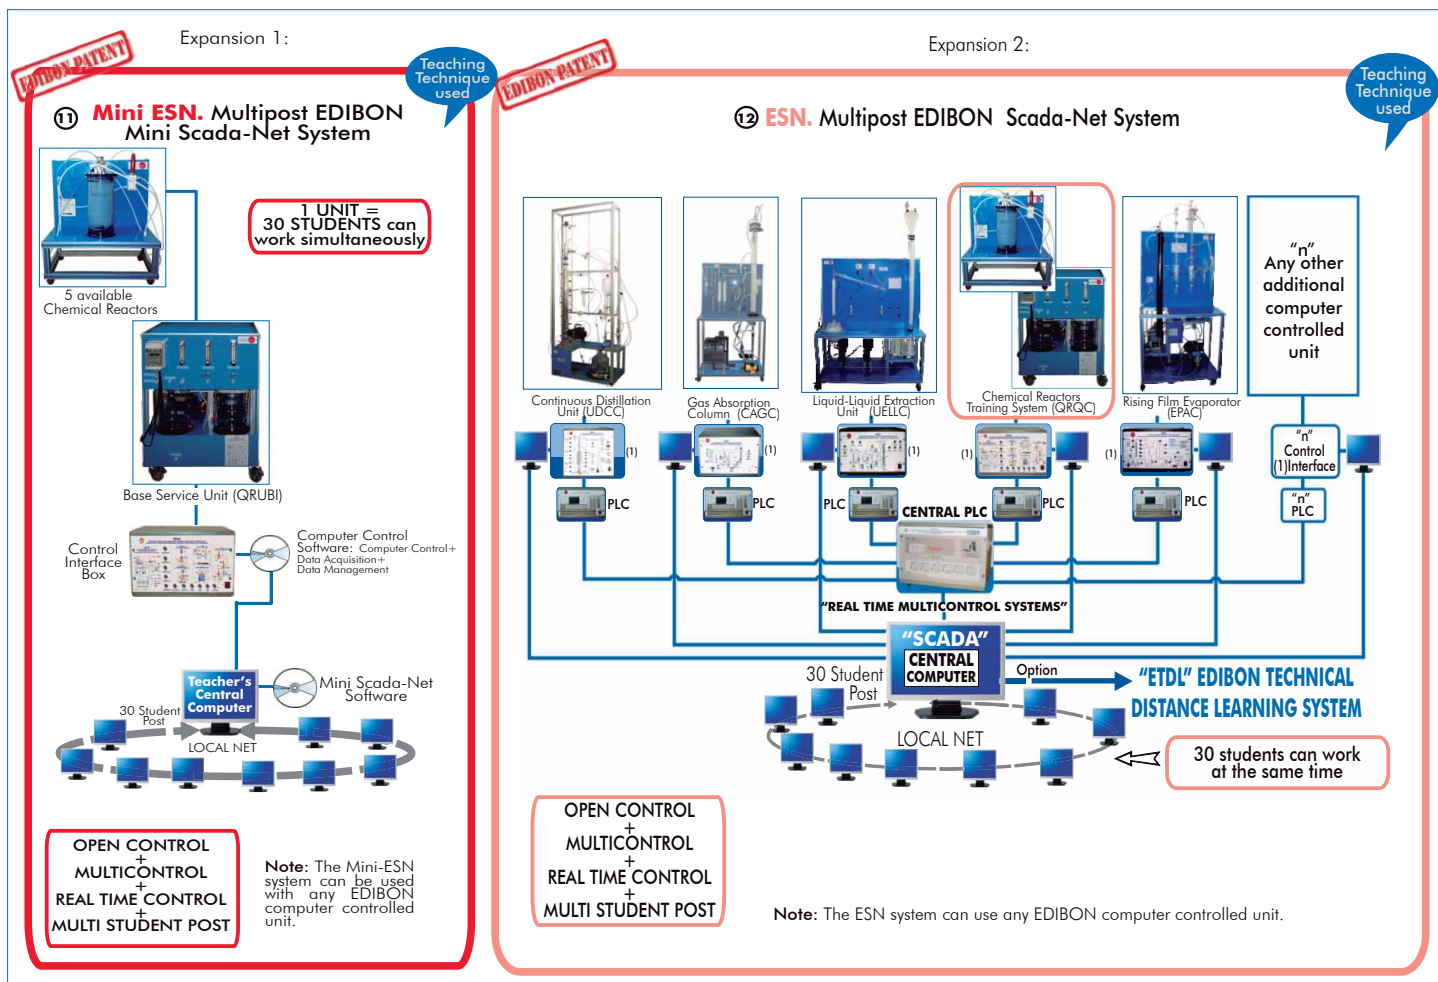 Expansion 1:
EDIBON PATENT
Teaching
Technique
used
11 Mini ESN. Multipost EDIBON
Mini Scada-Net System
1 UNIT =
30 STUDENTS can
work simultaneously
5 available
Chemical Reactors
Base Service Unit (QRUBI)
Control
Interface
Box
Computer Control
Software: Computer Control+
Data Acquisition+
Data Management
Teacher's
Central
Computer
Mini Scada-Net
Software
30 Student
Post
LOCAL NET
OPEN CONTROL
+
MULTICONTROL
+
REAL TIME CONTROL
+
MULTI STUDENT POST
Note: The Mini-ESN
system can be used
with any EDIBON
computer controlled
unit.
Expansion 2:
EDIBON PATENT
Teaching
Technique
used
12 ESN. Multipost EDIBON Scada-Net System
Continuous Distillation
Unit (UDCC)
Gas Absorption
Column (CAGC)
Liquid-Liquid Extraction
Unit (UELLC)
Chemical Reactors
Training System (QRQC)
Rising Film Evaporator
(EPAC)
"n"
Any other
additional
computer
controlled
unit
(1)
(1)
(1)
(1)
(1)
"n"
Control
(1)Interface
PLC
PLC
PLC
PLC
PLC
"n"
PLC
CENTRAL PLC
"REAL TIME MULTICONTROL SYSTEMS"
"SCADA"
CENTRAL
COMPUTER
Option
"ETDL" EDIBON TECHNICAL
DISTANCE LEARNING SYSTEM
30 Student
Post
LOCAL NET
30 students can work
at the same time
OPEN CONTROL
+
MULTICONTROL
+
REAL TIME CONTROL
+
MULTI STUDENT POST
Note: The ESN system can use any EDIBON computer controlled unit.